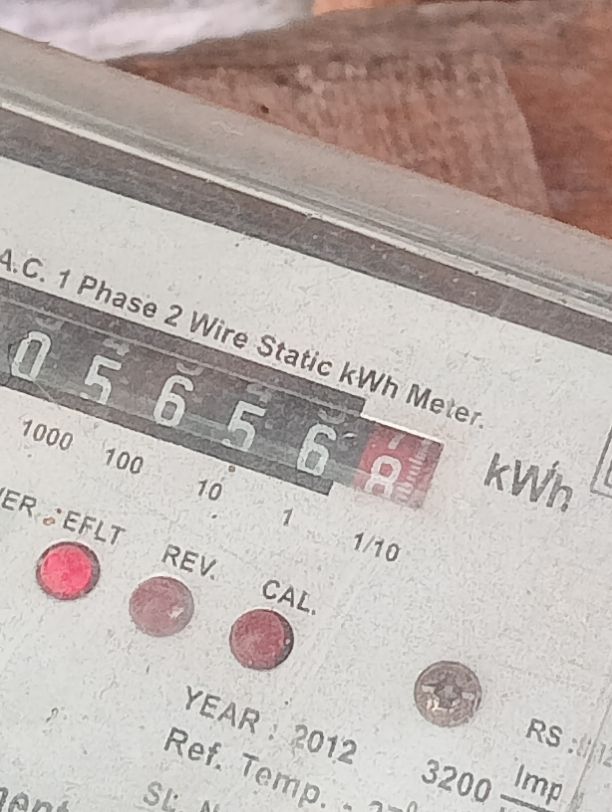 A.C. 1 Phase 2 Wire Static kWh Meter.
0 5 6 5 6 8 kWh
1000 100 10 1 1/10
EFLT REV. CAL.
YEAR : 2012
RS :
Ref. Temp. -
3200 Imp